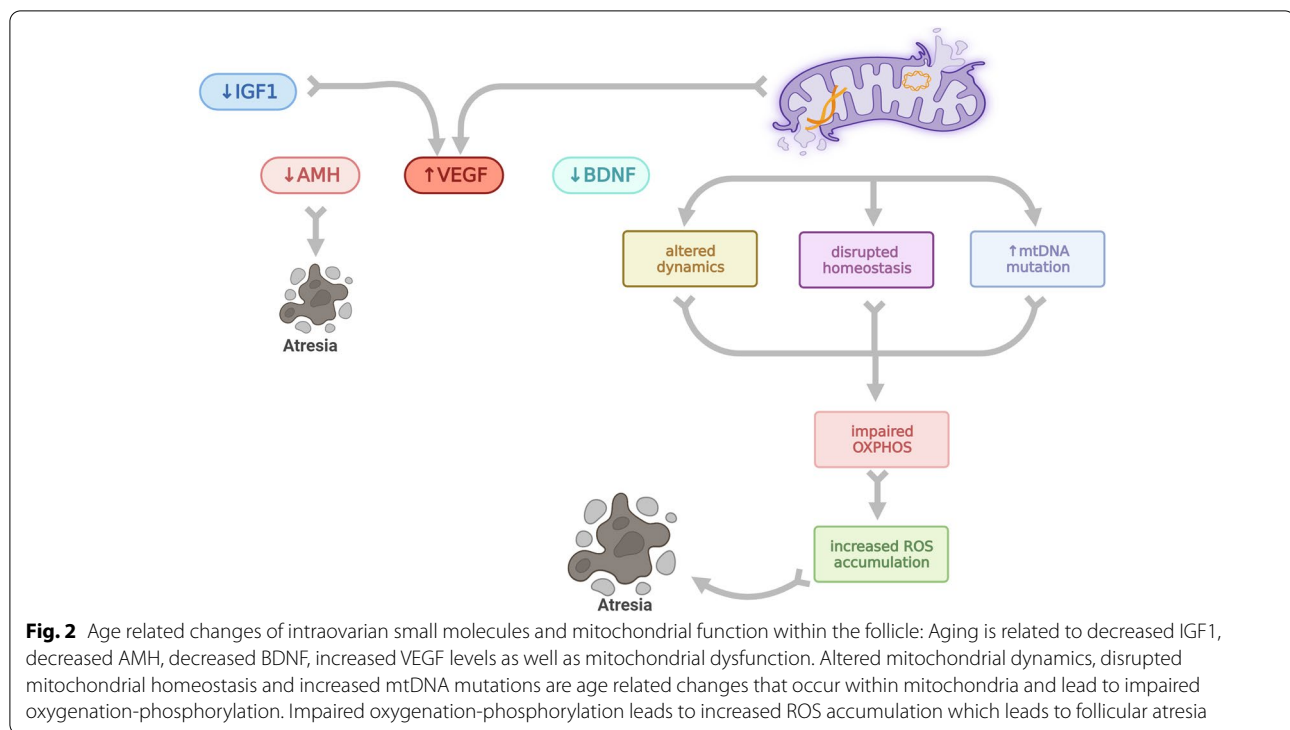 ↓IGF1
↓AMH
↑VEGF
↓BDNF
Atresia
altered
dynamics
disrupted
homeostasis
↑mtDNA
mutation
impaired
OXPHOS
increased ROS
accumulation
Atresia
Fig. 2 Age related changes of intraovarian small molecules and mitochondrial function within the follicle: Aging is related to decreased IGF1,
decreased AMH, decreased BDNF, increased VEGF levels as well as mitochondrial dysfunction. Altered mitochondrial dynamics, disrupted
mitochondrial homeostasis and increased mtDNA mutations are age related changes that occur within mitochondria and lead to impaired
oxygenation-phosphorylation. Impaired oxygenation-phosphorylation leads to increased ROS accumulation which leads to follicular atresia